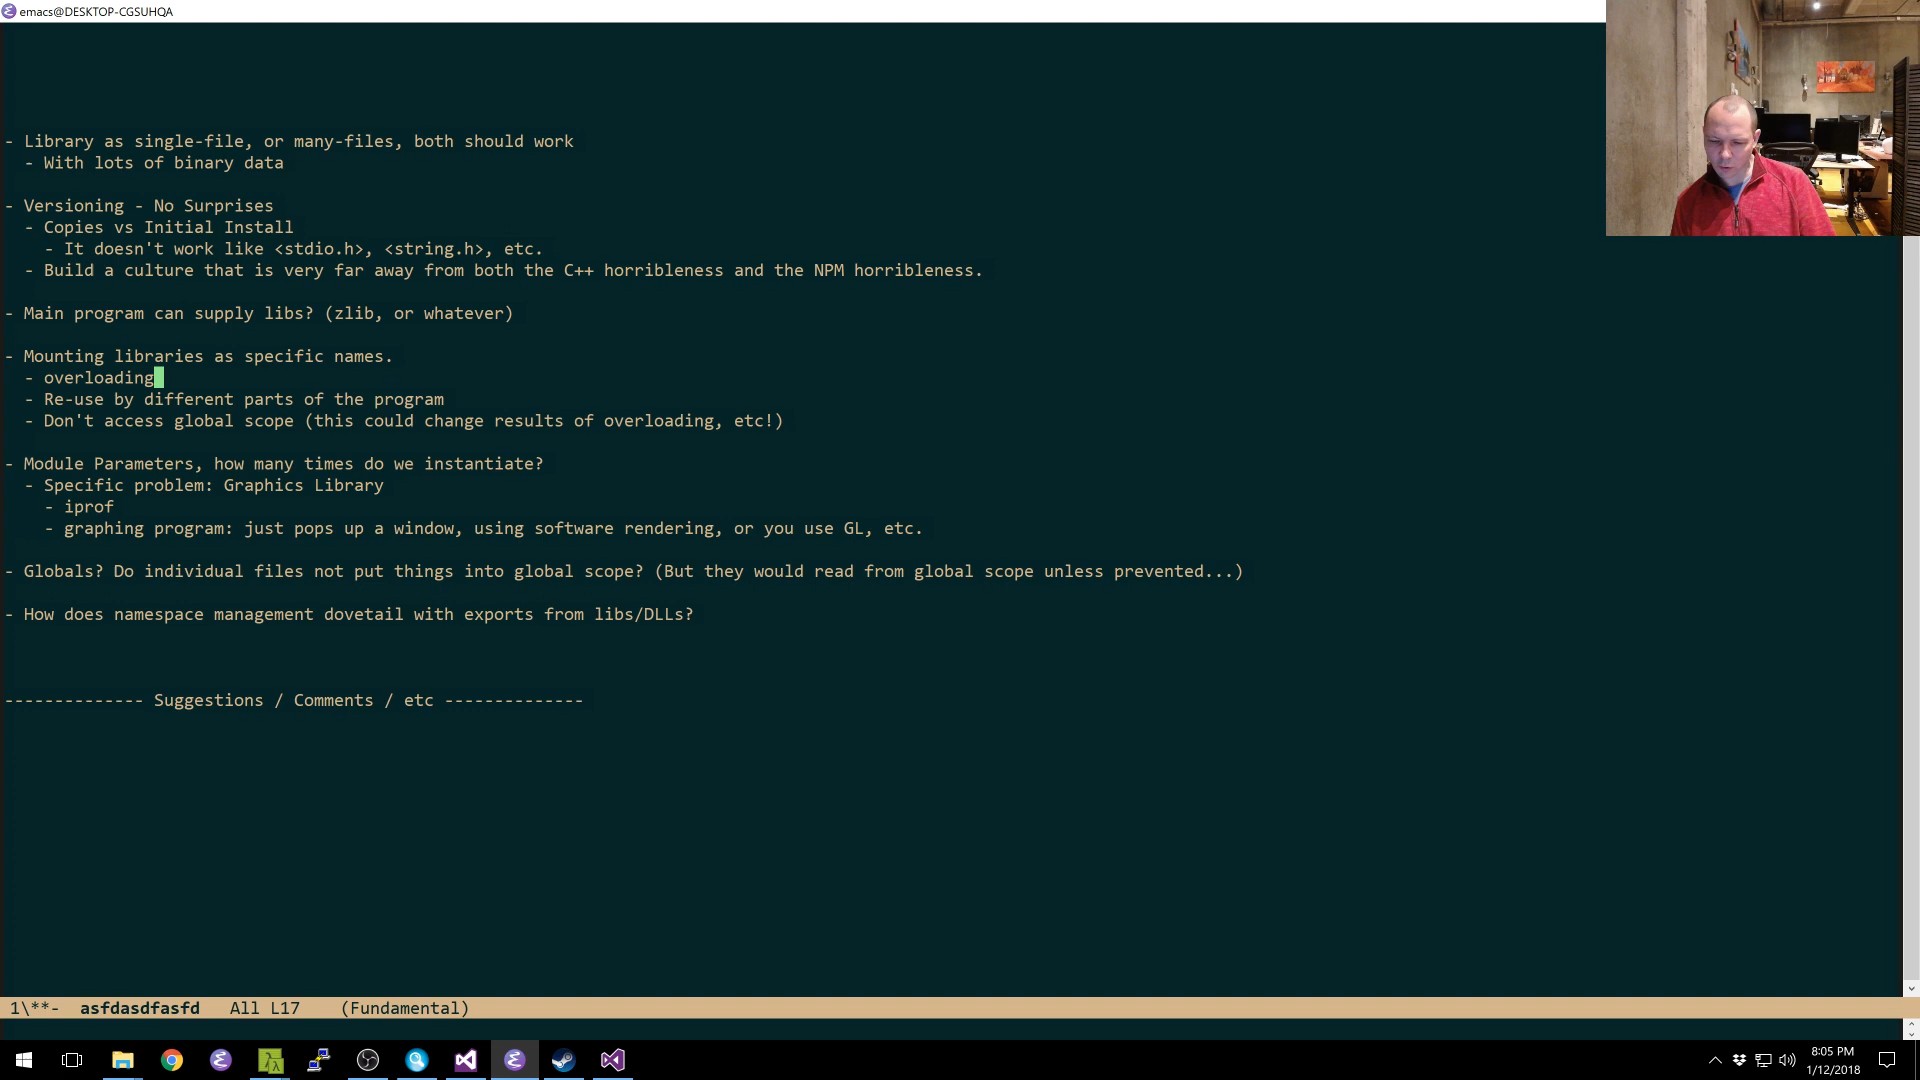 emacs@DESKTOP-CGSUHQA
- Library as single-file, or many-files, both should work
- With lots of binary data
- Versioning - No Surprises
- Copies vs Initial Install
- It doesn't work like <stdio.h>, <string.h>, etc.
- Build a culture that is very far away from both the C++ horribleness and the NPM horribleness.
- Main program can supply libs? (zlib, or whatever)
- Mounting libraries as specific names.
- overloading
- Re-use by different parts of the program
- Don't access global scope (this could change results of overloading, etc!)
- Module Parameters, how many times do we instantiate?
- Specific problem: Graphics Library
- iprof
- graphing program: just pops up a window, using software rendering, or you use GL, etc.
- Globals? Do individual files not put things into global scope? (But they would read from global scope unless prevented...)
- How does namespace management dovetail with exports from libs/DLLs?
-------------- Suggestions / Comments / etc --------------
1\**-  asfdasdfasfd   All L17    (Fundamental)
8:05 PM
1/12/2018